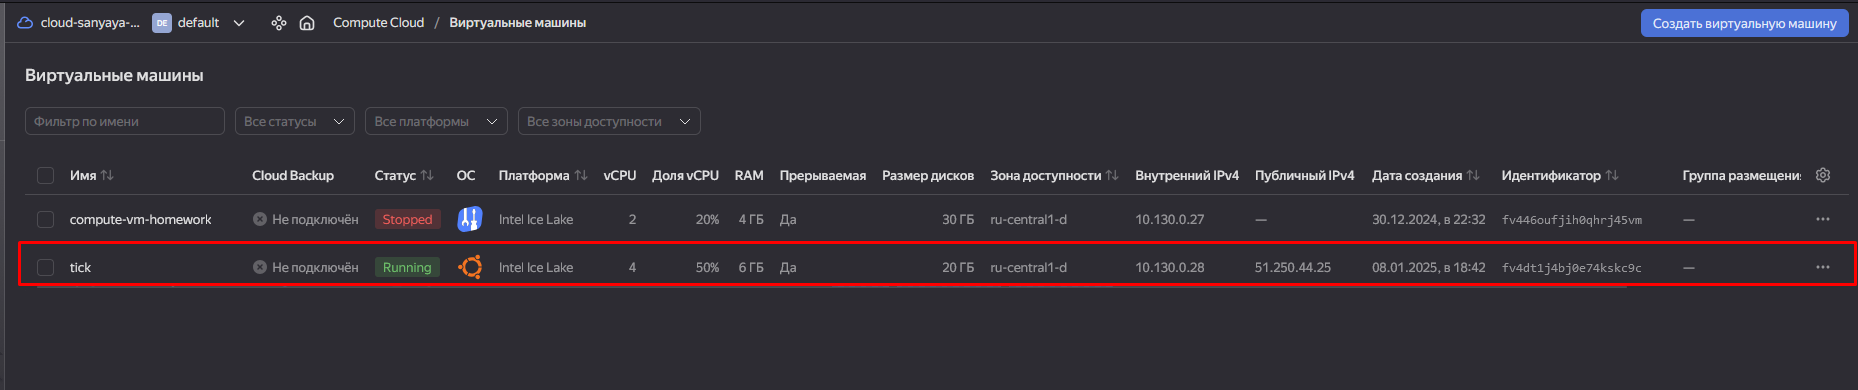 cloud-sanyaya-... DE default Compute Cloud / Виртуальные машины Создать виртуальную машину
Виртуальные машины
Фильтр по имени Все статусы Все платформы Все зоны доступности
Имя Cloud Backup Статус ОС Платформа vCPU Доля vCPU RAM Прерываемая Размер дисков Зона доступности Внутренний IPv4 Публичный IPv4 Дата создания Идентификатор Группа размещени
compute-vm-homework Не подключён Stopped Intel Ice Lake 2 20% 4 ГБ Да 30 ГБ ru-central1-d 10.130.0.27 — 30.12.2024, в 22:32 fv446oufjih0qhrj45vm —
tick Не подключён Running Intel Ice Lake 4 50% 6 ГБ Да 20 ГБ ru-central1-d 10.130.0.28 51.250.44.25 08.01.2025, в 18:42 fv4dt1j4bj0e74kskc9c —